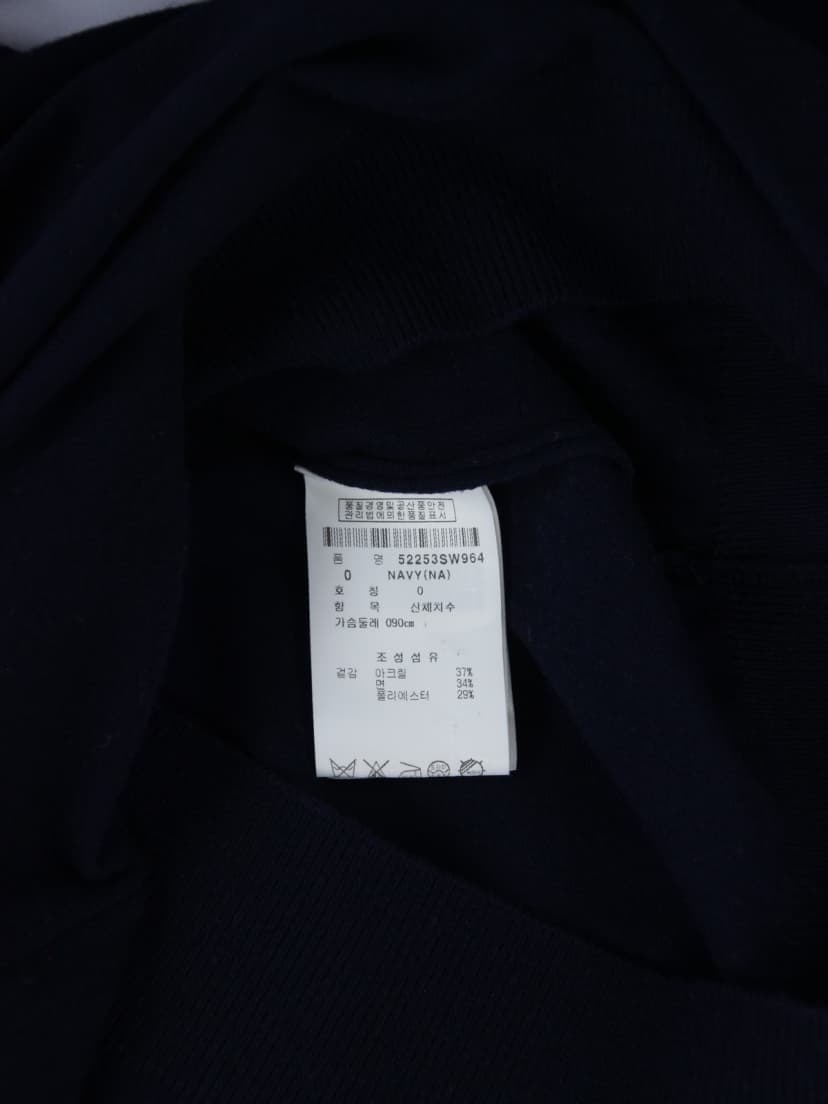 품질경영및공산품안전
관리법에의한품질표시
품 명 52253SW964
0 NAVY(NA)
호 칭 0
항 목 신체치수
가슴둘레 090㎝
조 성 섬 유
겉감 아크릴 37%
면 34%
폴리에스터 29%